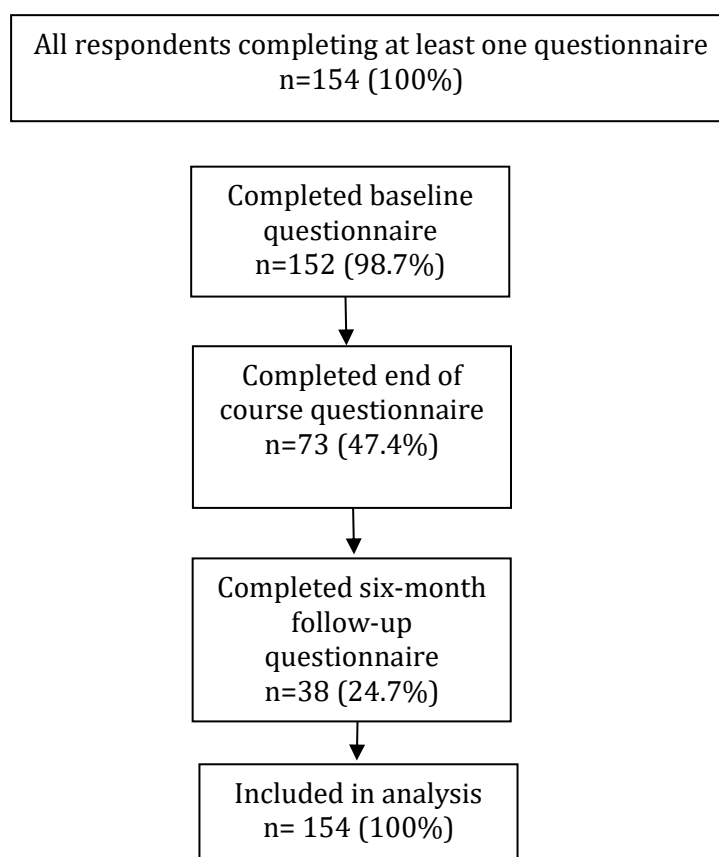 All respondents completing at least one questionnaire
n=154 (100%)
Completed baseline
questionnaire
n=152 (98.7%)
Completed end of
course questionnaire
n=73 (47.4%)
Completed six-month
follow-up
questionnaire
n=38 (24.7%)
Included in analysis
n= 154 (100%)